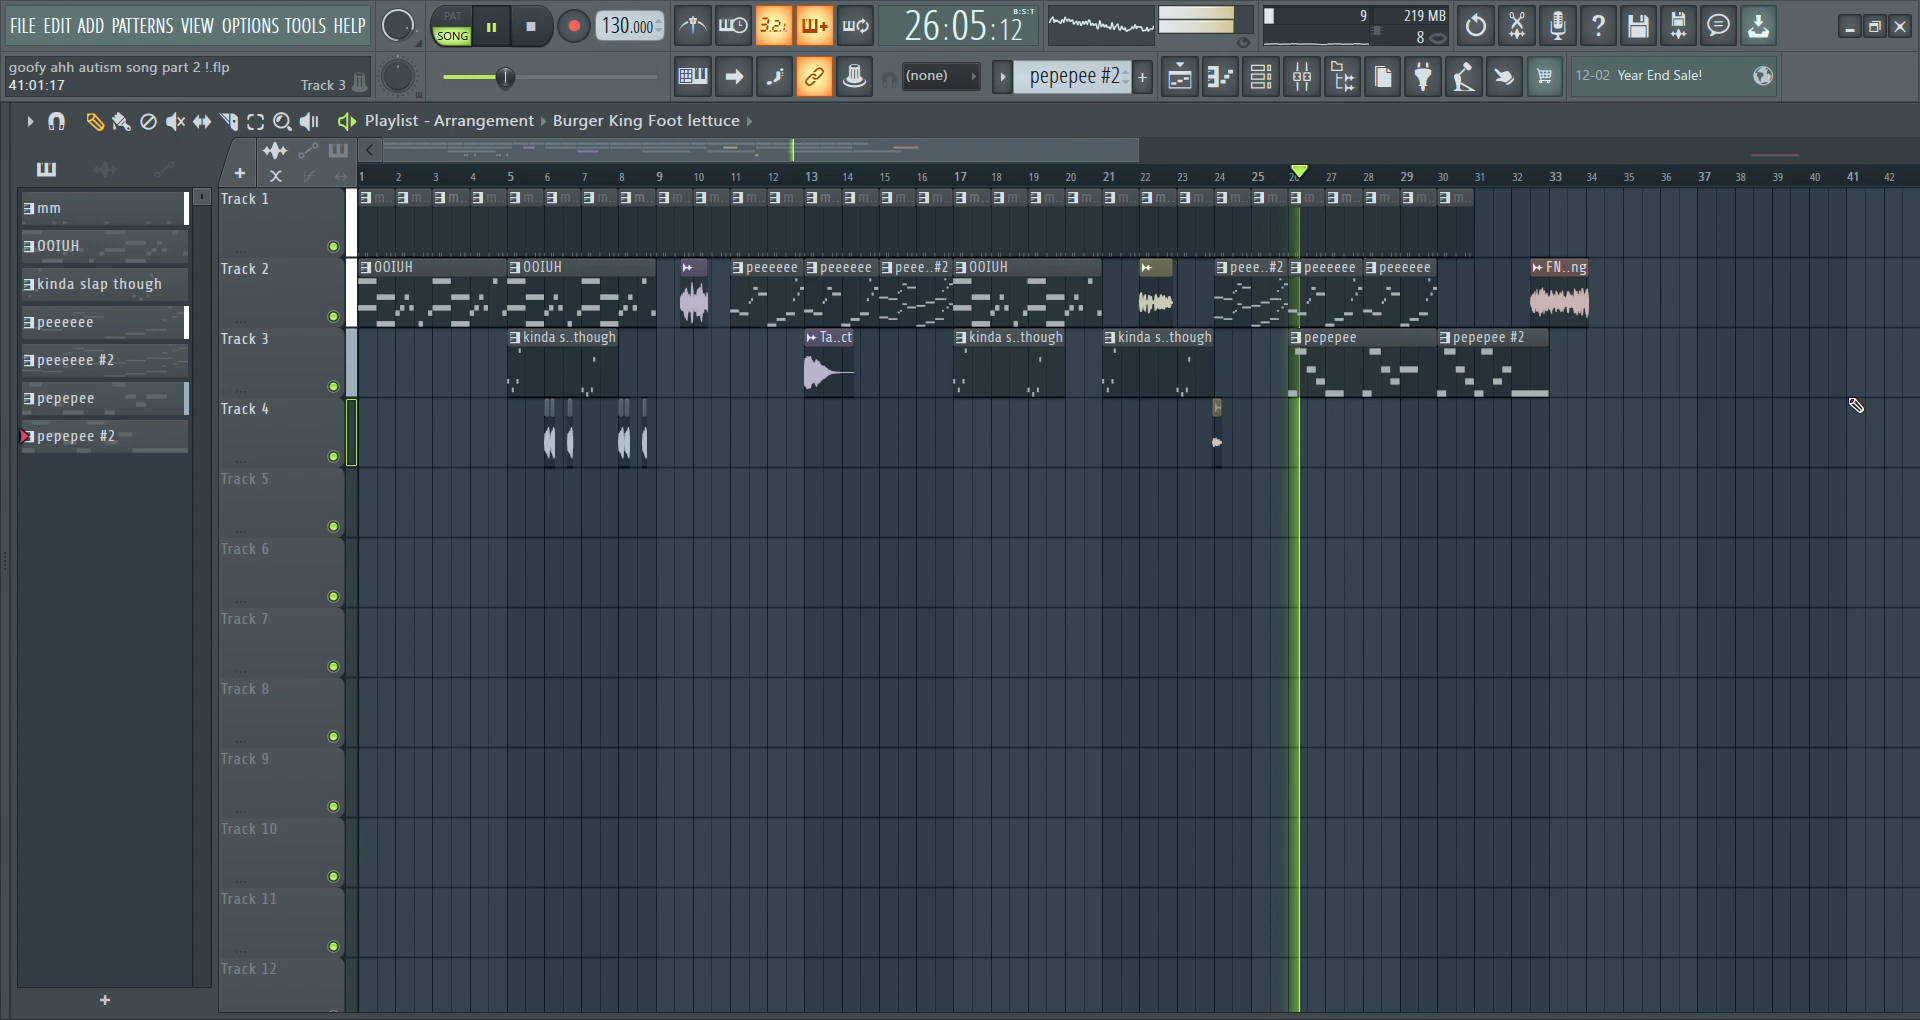 FILE EDIT ADD PATTERNS VIEW OPTIONS TOOLS HELP
PAT
SONG
130.000
3.2.1
26:05:12
B:S:T
9
219 MB
8
goofy ahh autism song part 2 !.flp
41:01:17
Track 3
(none)
pepepee #2
12-02 Year End Sale!
Playlist - Arrangement
Burger King Foot lettuce
1 2 3 4 5 6 7 8 9 10 11 12 13 14 15 16 17 18 19 20 21 22 23 24 25 26 27 28 29 30 31 32 33 34 35 36 37 38 39 40 41 42
mm
OOIUH
kinda slap though
peeeeee
peeeeee #2
pepepee
pepepee #2
Track 1
m.. m.. m.. m.. m.. m.. m.. m.. m.. m.. m.. m.. m.. m.. m.. m.. m.. m.. m.. m.. m.. m.. m.. m.. m.. m.. m.. m.. m.. m..
Track 2
OOIUH OOIUH peeeeee peeeeee peee..#2 OOIUH peee..#2 peeeeee peeeeee FN..ng
Track 3
kinda s..though Ta..ct kinda s..though kinda s..though pepepee pepepee #2
Track 4
Track 5
Track 6
Track 7
Track 8
Track 9
Track 10
Track 11
Track 12